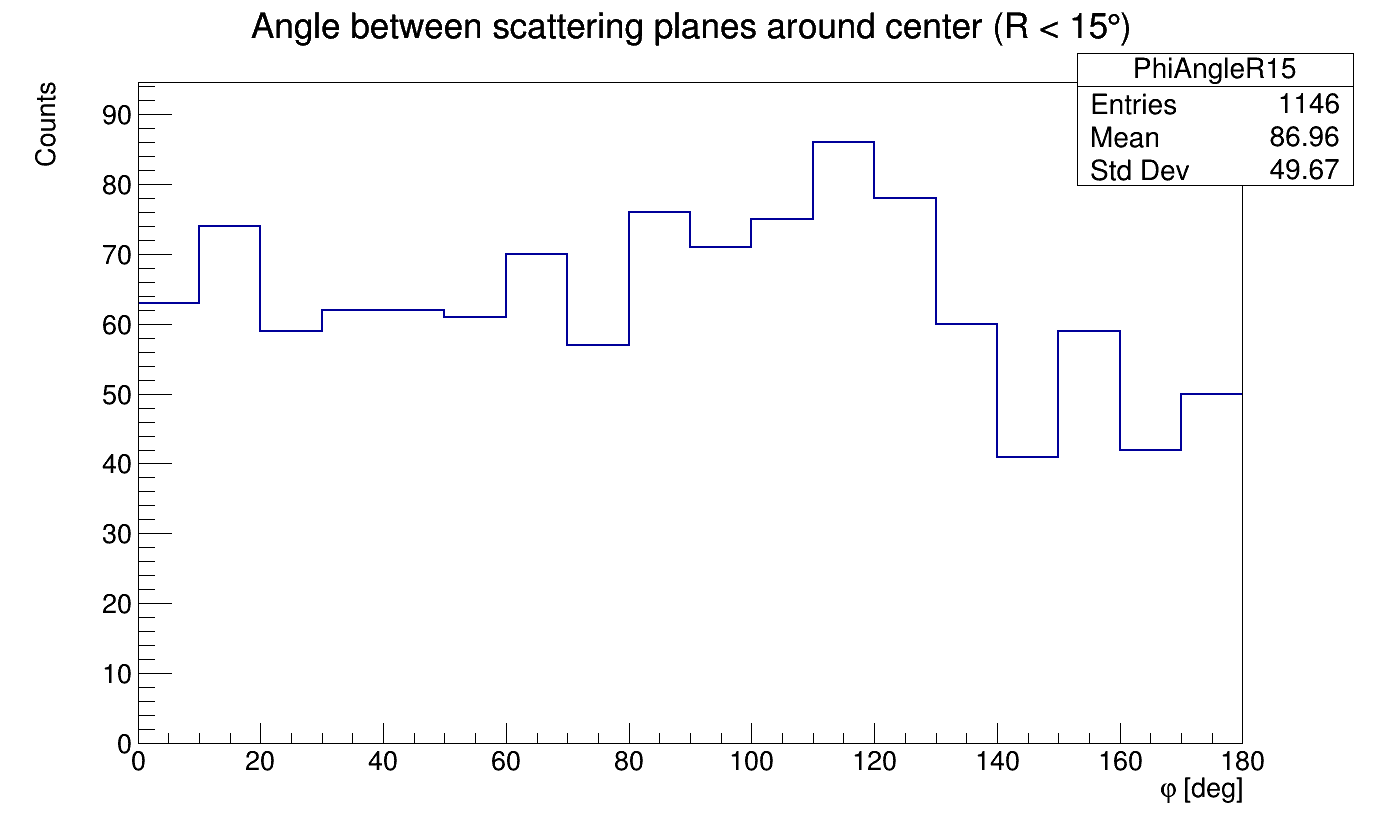 Angle between scattering planes around center (R < 15°)
PhiAngleR15
Entries 1146
Mean 86.96
Std Dev 49.67
Counts
90
80
70
60
50
40
30
20
10
0
0 20 40 60 80 100 120 140 160 180
φ [deg]